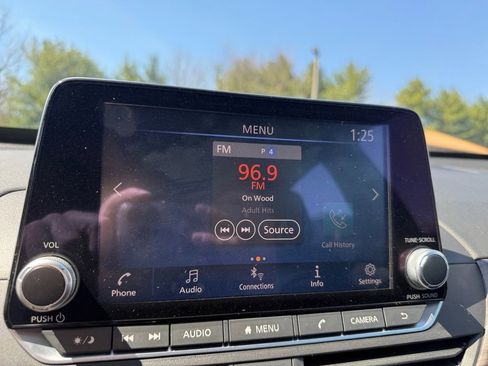 MENU 1:25
FM P 4
96.9
FM
On Wood
Adult Hits
Source
Call History
VOL
TUNE·SCROLL
Phone Audio Connections Info Settings
PUSH
PUSH SOUND
AUDIO MENU CAMERA